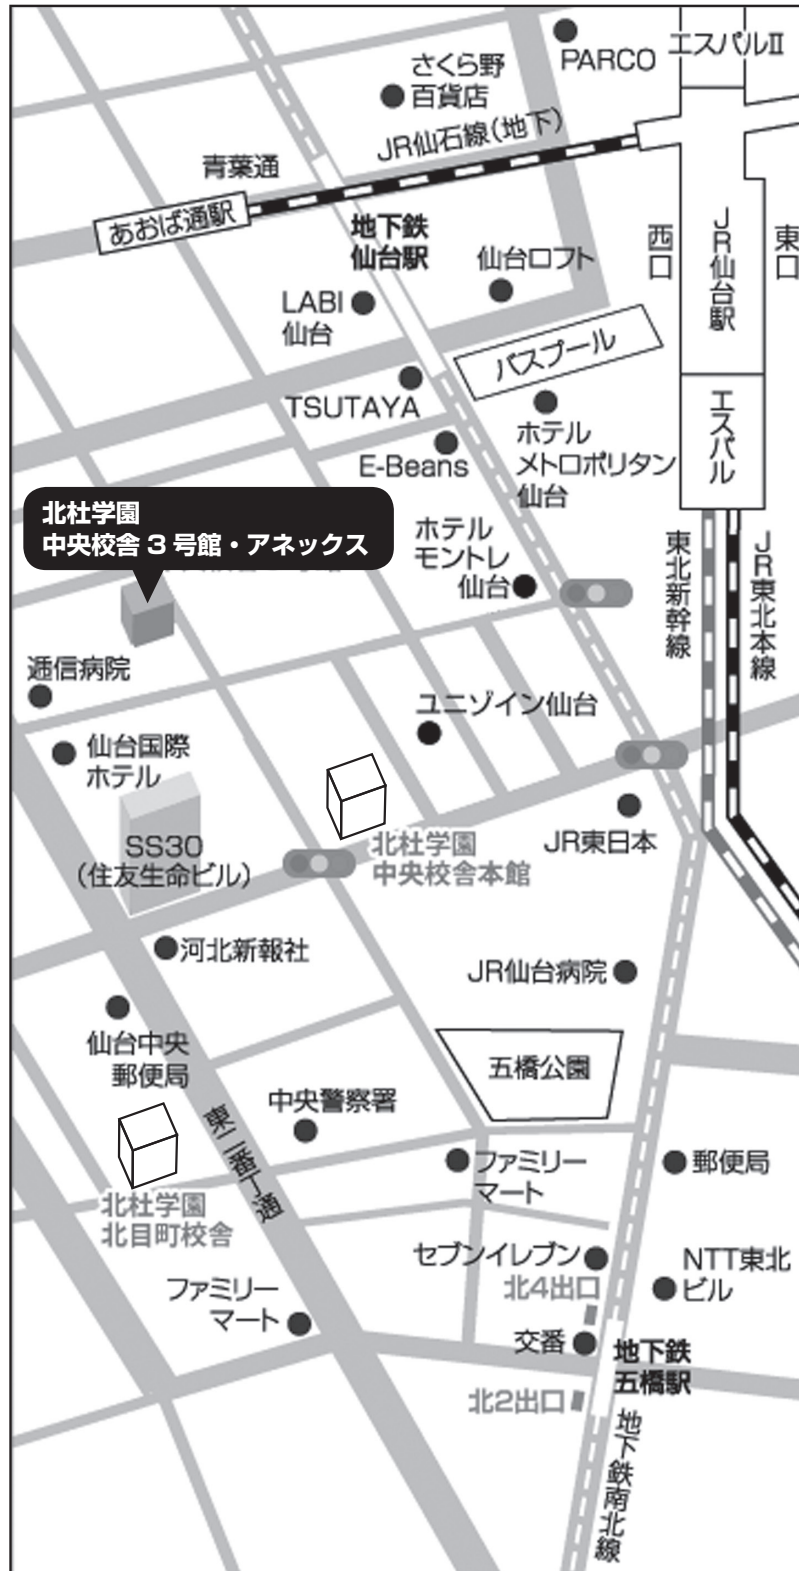 PARCO
エスパルⅡ
さくら野
百貨店
JR仙石線(地下)
青葉通
あおば通駅
地下鉄
仙台駅
仙台ロフト
西口
JR仙台駅
東口
LABI
仙台
バスプール
TSUTAYA
エスパル
E-Beans
ホテル
メトロポリタン
仙台
北杜学園
中央校舎3号館・アネックス
ホテル
モントレ
仙台
東北新幹線
JR東北本線
逓信病院
ユニゾイン仙台
仙台国際
ホテル
SS30
(住友生命ビル)
北杜学園
中央校舎本館
JR東日本
河北新報社
JR仙台病院
仙台中央
郵便局
五橋公園
中央警察署
東二番丁通
ファミリー
マート
郵便局
北杜学園
北目町校舎
セブンイレブン
NTT東北
ビル
北4出口
ファミリー
マート
交番
地下鉄
五橋駅
北2出口
地下鉄南北線